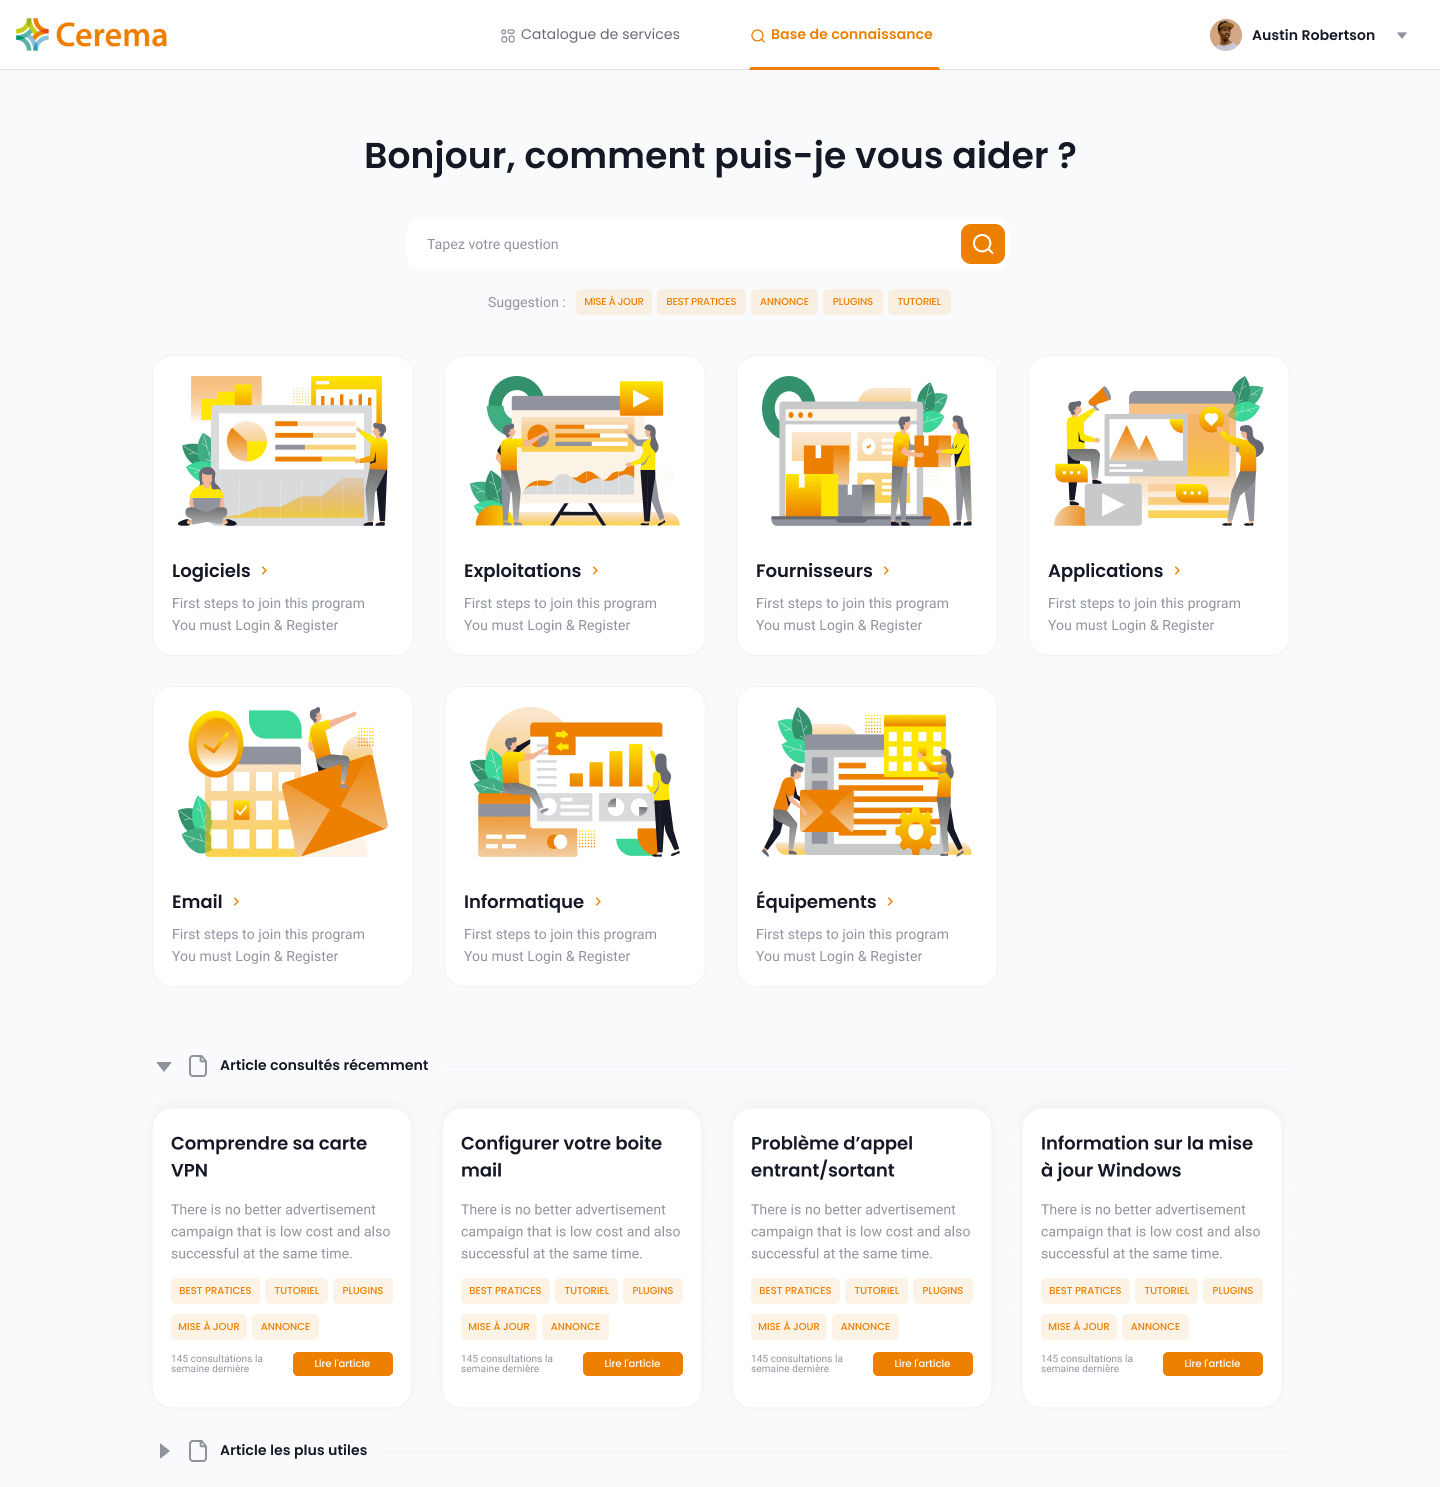 Cerema
Catalogue de services
Base de connaissance
Austin Robertson
Bonjour, comment puis-je vous aider ?
Tapez votre question
Suggestion :
MISE À JOUR
BEST PRATICES
ANNONCE
PLUGINS
TUTORIEL
Logiciels
First steps to join this program
You must Login & Register
Exploitations
First steps to join this program
You must Login & Register
Fournisseurs
First steps to join this program
You must Login & Register
Applications
First steps to join this program
You must Login & Register
Email
First steps to join this program
You must Login & Register
Informatique
First steps to join this program
You must Login & Register
Équipements
First steps to join this program
You must Login & Register
Article consultés récemment
Comprendre sa carte
VPN
There is no better advertisement
campaign that is low cost and also
successful at the same time.
BEST PRATICES
TUTORIEL
PLUGINS
MISE À JOUR
ANNONCE
145 consultations la
semaine dernière
Lire l'article
Configurer votre boite
mail
There is no better advertisement
campaign that is low cost and also
successful at the same time.
BEST PRATICES
TUTORIEL
PLUGINS
MISE À JOUR
ANNONCE
145 consultations la
semaine dernière
Lire l'article
Problème d’appel
entrant/sortant
There is no better advertisement
campaign that is low cost and also
successful at the same time.
BEST PRATICES
TUTORIEL
PLUGINS
MISE À JOUR
ANNONCE
145 consultations la
semaine dernière
Lire l'article
Information sur la mise
à jour Windows
There is no better advertisement
campaign that is low cost and also
successful at the same time.
BEST PRATICES
TUTORIEL
PLUGINS
MISE À JOUR
ANNONCE
145 consultations la
semaine dernière
Lire l'article
Article les plus utiles